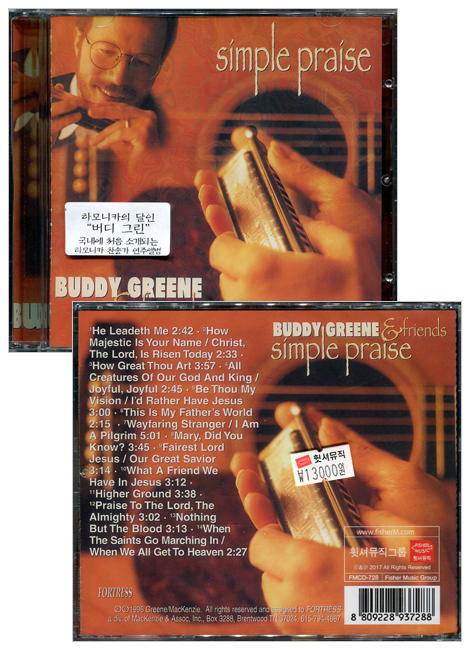 simple praise
하모니카의 달인
"버디 그린"
국내에 처음 소개되는
하모니카 찬송가 연주앨범
BUDDY GREENE
BUDDY GREENE & friends
simple praise
¹He Leadeth Me 2:42 · ²How
Majestic Is Your Name / Christ,
The Lord, Is Risen Today 2:33 ·
³How Great Thou Art 3:57 · ⁴All
Creatures Of Our God And King /
Joyful, Joyful 2:45 · ⁵Be Thou My
Vision / I'd Rather Have Jesus
3:00 · ⁶This Is My Father's World
2:15 · ⁷Wayfaring Stranger / I Am
A Pilgrim 5:01 · ⁸Mary, Did You
Know? 3:45 · ⁹Fairest Lord
Jesus / Our Great Savior
3:14 · ¹⁰What A Friend We
Have In Jesus 3:12 ·
¹¹Higher Ground 3:38 ·
¹²Praise To The Lord, The
Almighty 3:02 · ¹³Nothing
But The Blood 3:13 · ¹⁴When
The Saints Go Marching In /
When We All Get To Heaven 2:27
휫셔뮤직
₩13000원
www.fisherM.com
휫셔뮤직그룹
FISHER MUSIC
휫셔뮤직
ⓒ&ⓟ 2017 All Rights Reserved
FMCD-728 Fisher Music Group
8 809228 937288
FORTRESS
ⓟⓒ1996 Greene/MacKenzie. All rights reserved and assigned to FORTRESS
a div. of MacKenzie & Assoc, Inc., Box 3288, Brentwood TN 37024, 615-794-4667